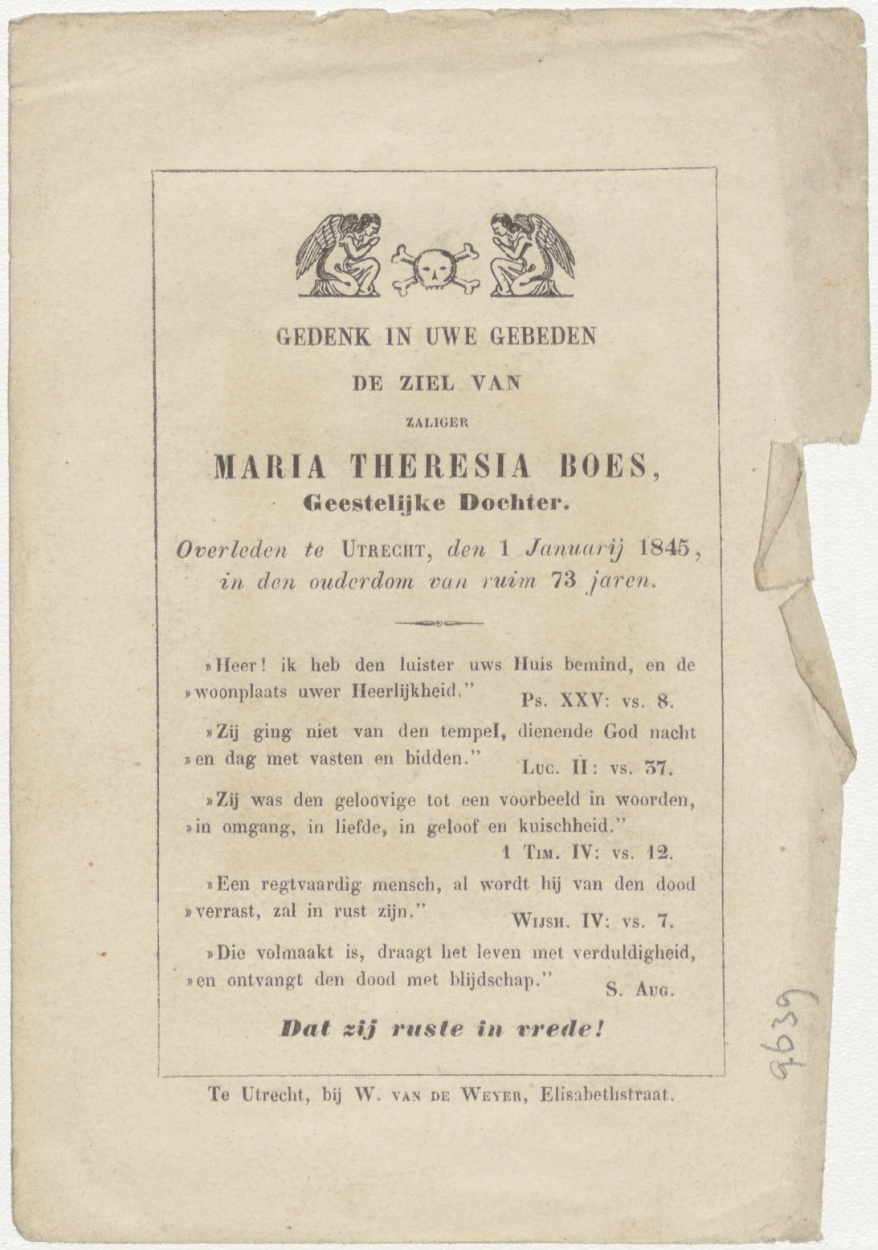 GEDENK IN UWE GEBEDEN
DE ZIEL VAN
ZALIGER
MARIA THERESIA BOES,
Geestelijke Dochter.
Overleden te UTRECHT, den 1 Januarij 1845,
in den ouderdom van ruim 73 jaren.
»Heer! ik heb den luister uws Huis bemind, en de
»woonplaats uwer Heerlijkheid.” Ps. XXV: vs. 8.
»Zij ging niet van den tempel, dienende God nacht
»en dag met vasten en bidden.” Luc. II: vs. 37.
»Zij was den geloovige tot een voorbeeld in woorden,
»in omgang, in liefde, in geloof en kuischheid.”
1 Tim. IV: vs. 12.
»Een regtvaardig mensch, al wordt hij van den dood
»verrast, zal in rust zijn.” Wijsh. IV: vs. 7.
»Die volmaakt is, draagt het leven met verduldigheid,
»en ontvangt den dood met blijdschap.” S. Aug.
Dat zij ruste in vrede!
Te Utrecht, bij W. VAN DE WEYER, Elisabethstraat.
9639